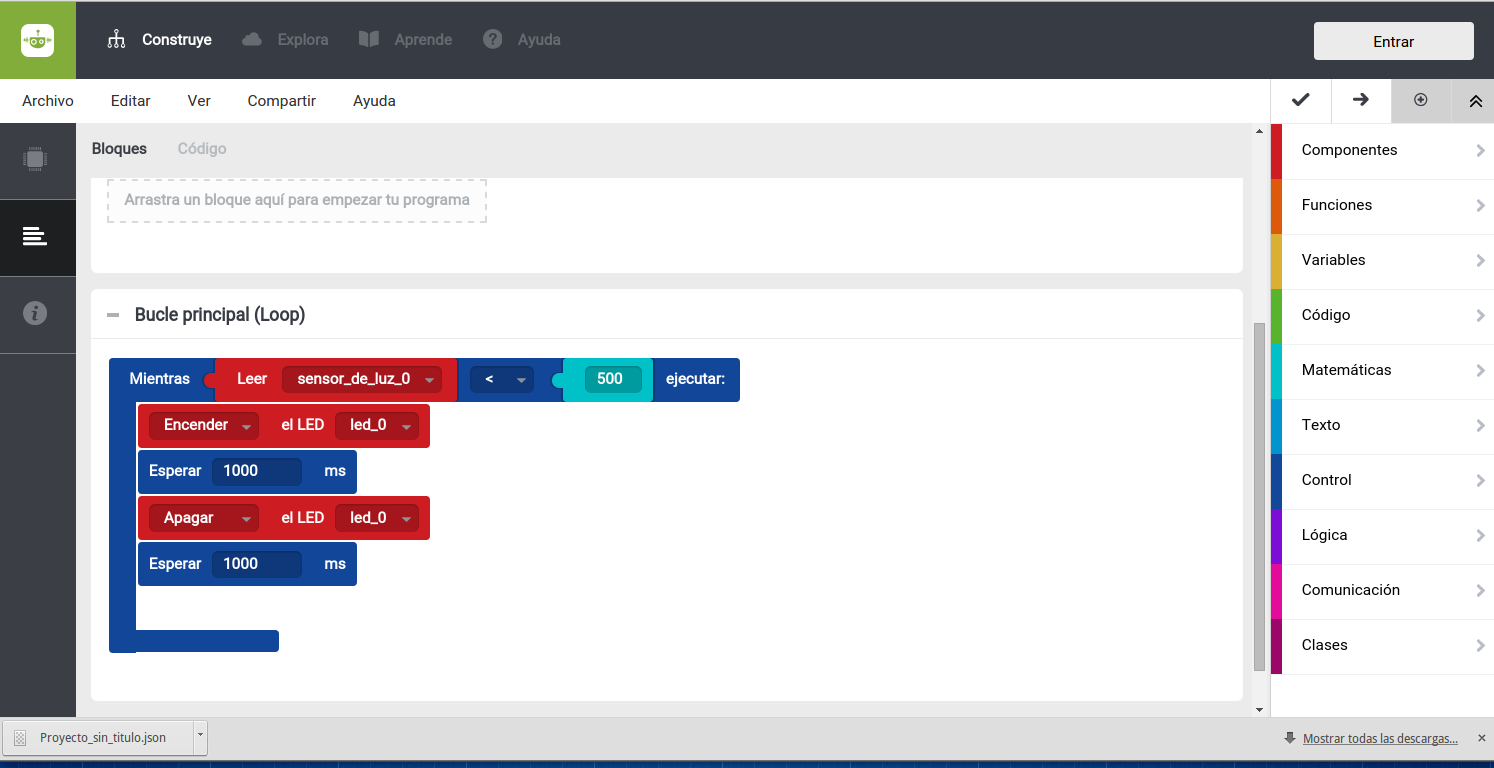 Construye Explora Aprende Ayuda Entrar
Archivo Editar Ver Compartir Ayuda
Bloques Código
Arrastra un bloque aquí para empezar tu programa
Bucle principal (Loop)
Mientras Leer sensor_de_luz_0 < 500 ejecutar:
Encender el LED led_0
Esperar 1000 ms
Apagar el LED led_0
Esperar 1000 ms
Componentes
Funciones
Variables
Código
Matemáticas
Texto
Control
Lógica
Comunicación
Clases
Proyecto_sin_titulo.json
Mostrar todas las descargas...